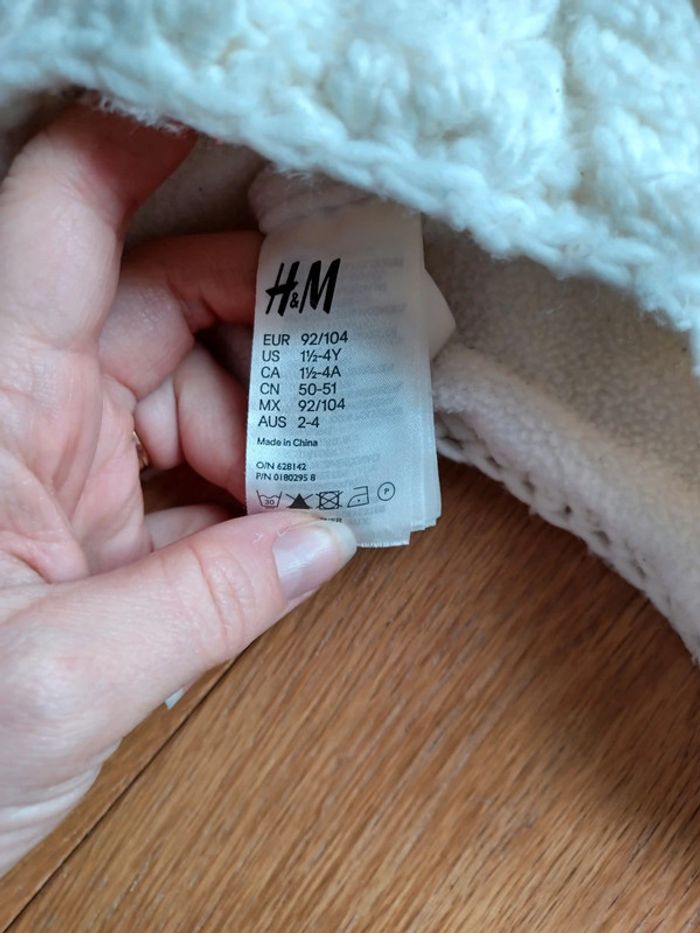 H&M
EUR 92/104
US 1½-4Y
CA 1½-4A
CN 50-51
MX 92/104
AUS 2-4
Made in China
O/N 628142
P/N 0180295 8
30
P